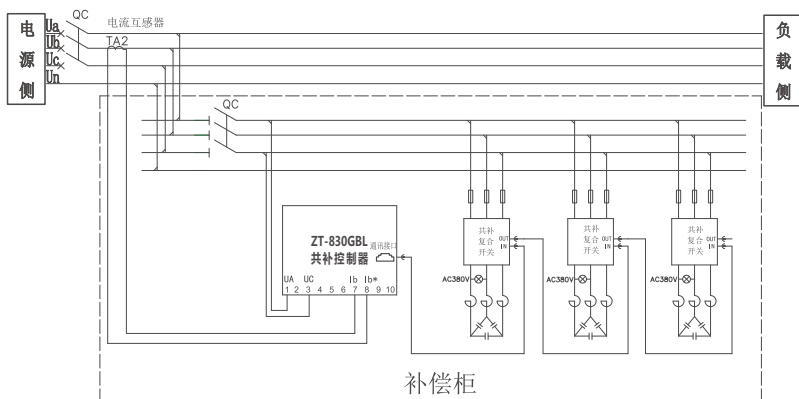 电源侧
QC
电流互感器
Ua
Ub
TA2
Uc
Un
负载侧
QC
ZT-830GBL
通讯接口
共补控制器
UA UC Ib Ib*
1 2 3 4 5 6 7 8 9 10
共补
复合
开关
OUT
IN
共补
复合
开关
OUT
IN
共补
复合
开关
OUT
IN
AC380V
AC380V
AC380V
补偿柜